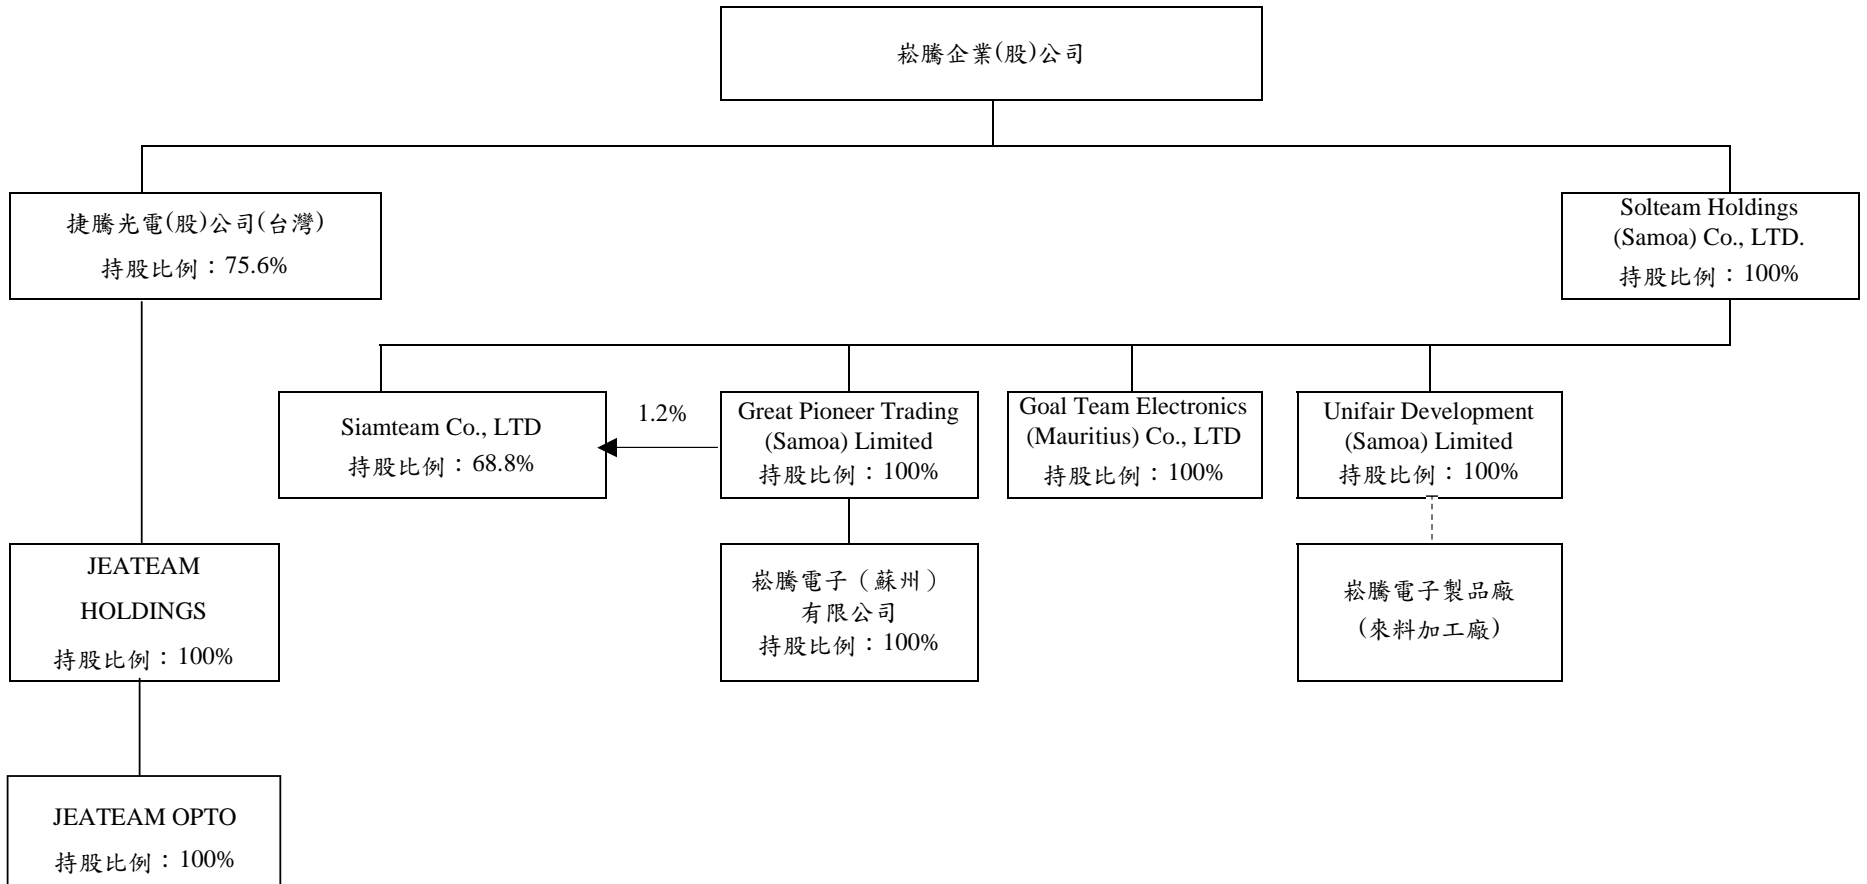 崧騰企業(股)公司
捷騰光電(股)公司(台灣)
持股比例：75.6%
Solteam Holdings
(Samoa) Co., LTD.
持股比例：100%
Siamteam Co., LTD
持股比例：68.8%
1.2%
Great Pioneer Trading
(Samoa) Limited
持股比例：100%
Goal Team Electronics
(Mauritius) Co., LTD
持股比例：100%
Unifair Development
(Samoa) Limited
持股比例：100%
JEATEAM
HOLDINGS
持股比例：100%
崧騰電子（蘇州）
有限公司
持股比例：100%
崧騰電子製品廠
(來料加工廠)
JEATEAM OPTO
持股比例：100%